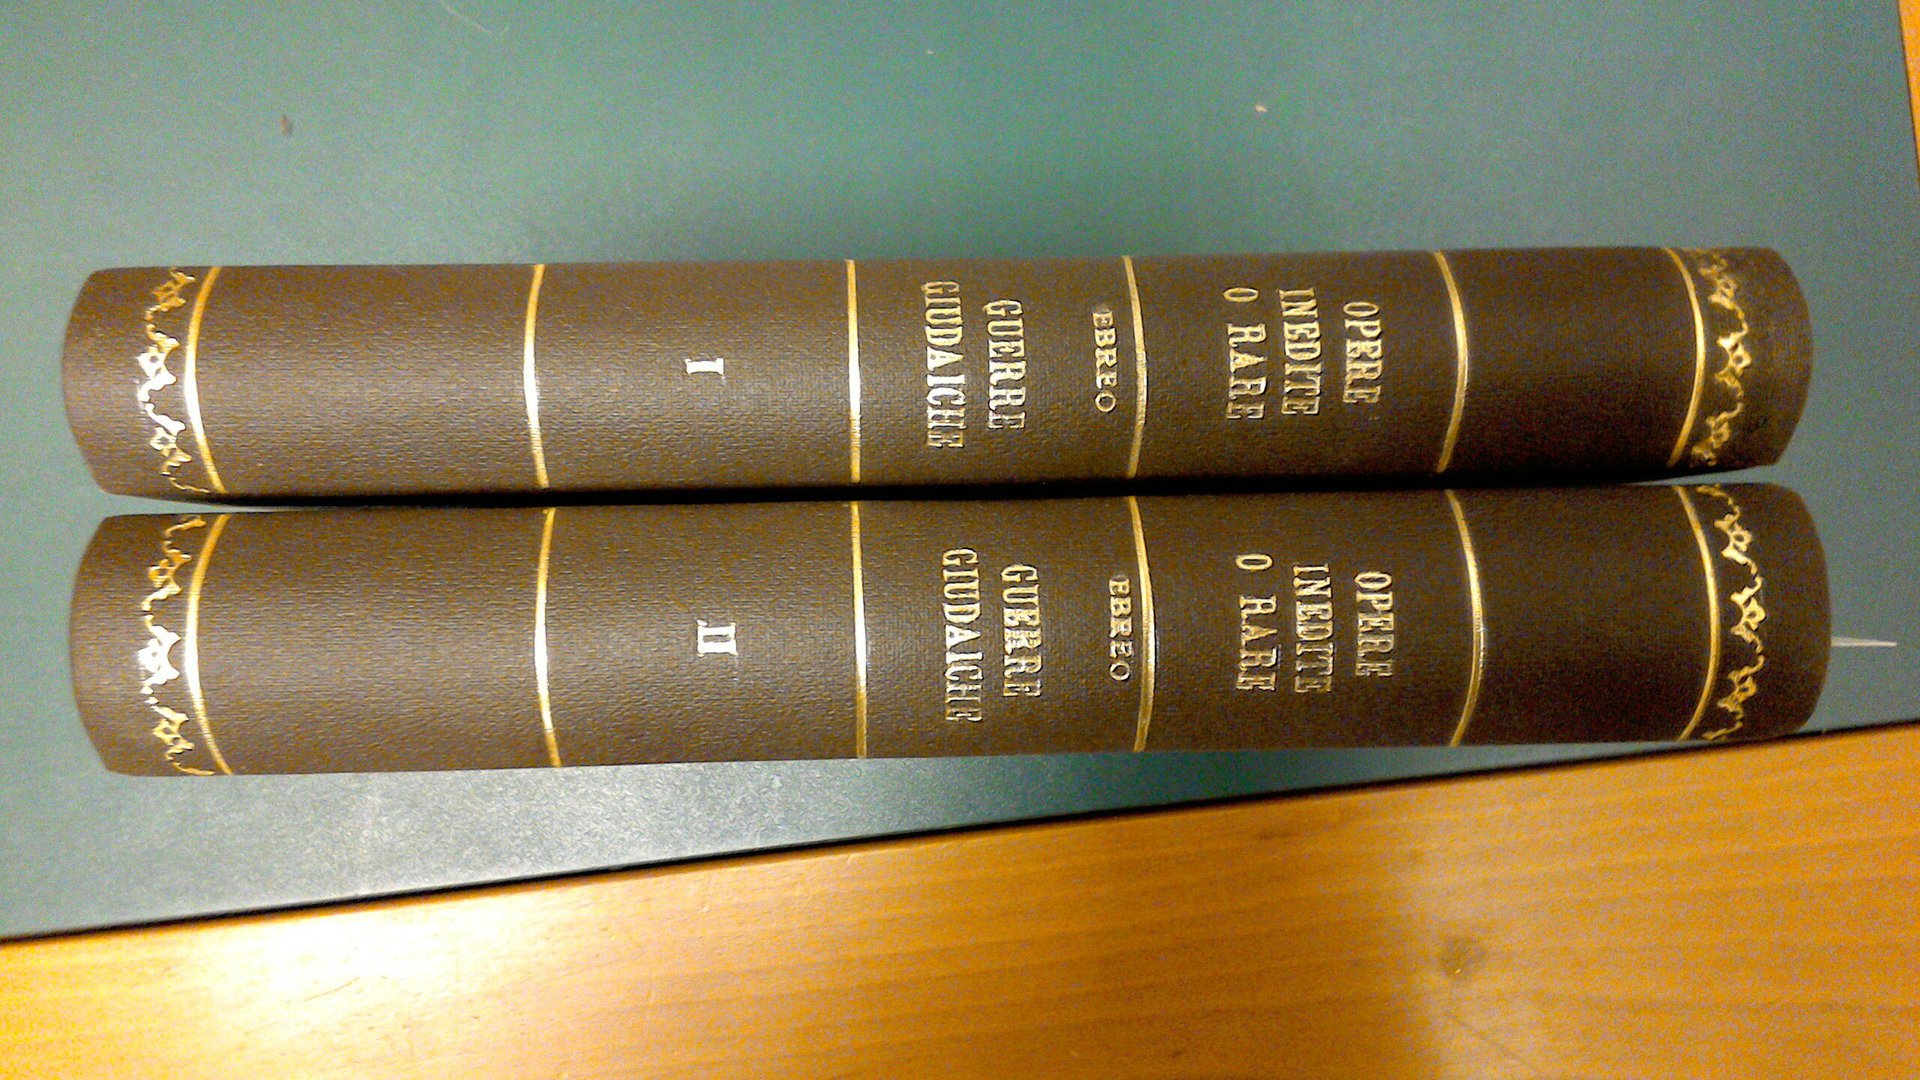 OPERE
INEDITE
O RARE
EBREO
GUERRE
GIUDAICHE
I
OPERE
INEDITE
O RARE
EBREO
GUERRE
GIUDAICHE
II